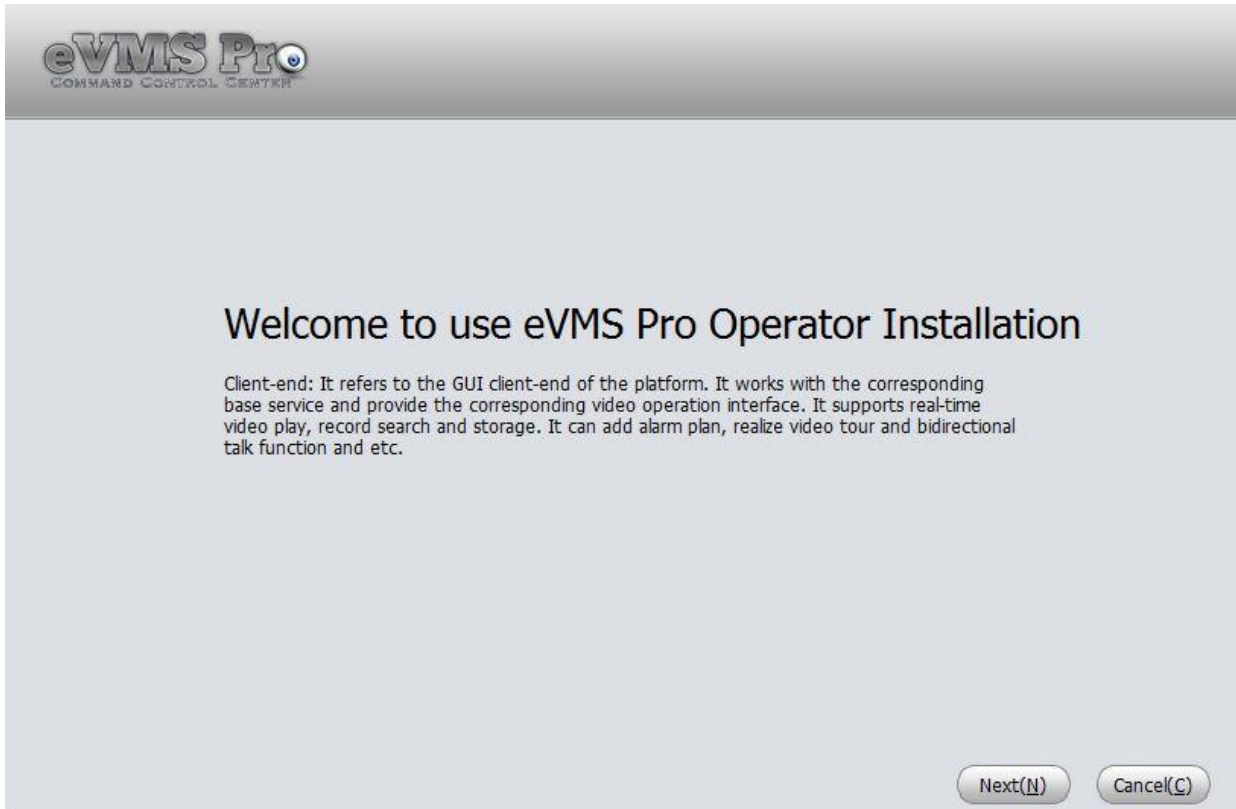 eVMS Pro
COMMAND CONTROL CENTER
Welcome to use eVMS Pro Operator Installation
Client-end: It refers to the GUI client-end of the platform. It works with the corresponding
base service and provide the corresponding video operation interface. It supports real-time
video play, record search and storage. It can add alarm plan, realize video tour and bidirectional
talk function and etc.
Next(N)
Cancel(C)